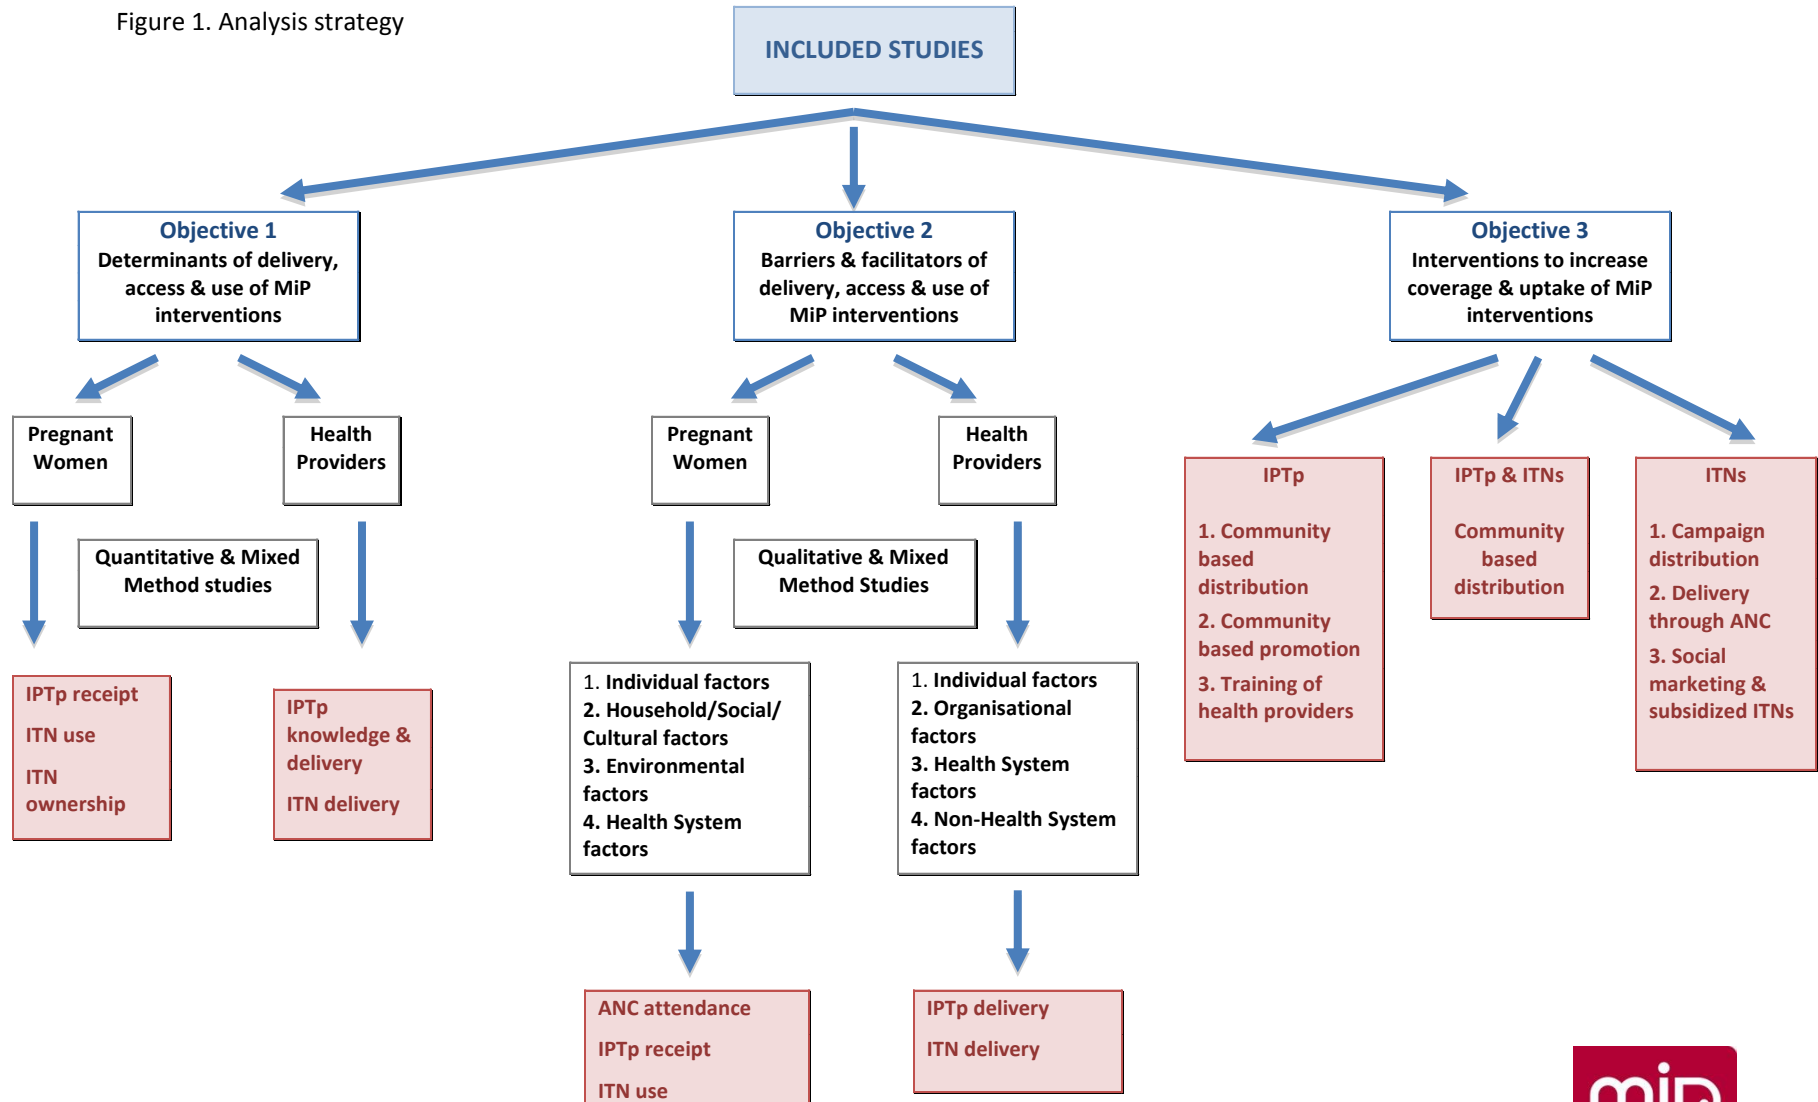 Figure 1. Analysis strategy
INCLUDED STUDIES
Objective 1
Determinants of delivery,
access & use of MiP
interventions
Objective 2
Barriers & facilitators of
delivery, access & use of
MiP interventions
Objective 3
Interventions to increase
coverage & uptake of MiP
interventions
Pregnant
Women
Health
Providers
Pregnant
Women
Health
Providers
Quantitative & Mixed
Method studies
Qualitative & Mixed
Method Studies
IPTp receipt
ITN use
ITN
ownership
IPTp
knowledge &
delivery
ITN delivery
1. Individual factors
2. Household/Social/
Cultural factors
3. Environmental
factors
4. Health System
factors
1. Individual factors
2. Organisational
factors
3. Health System
factors
4. Non-Health System
factors
ANC attendance
IPTp receipt
ITN use
IPTp delivery
ITN delivery
IPTp
1. Community
based
distribution
2. Community
based promotion
3. Training of
health providers
IPTp & ITNs
Community
based
distribution
ITNs
1. Campaign
distribution
2. Delivery
through ANC
3. Social
marketing &
subsidized ITNs
mip